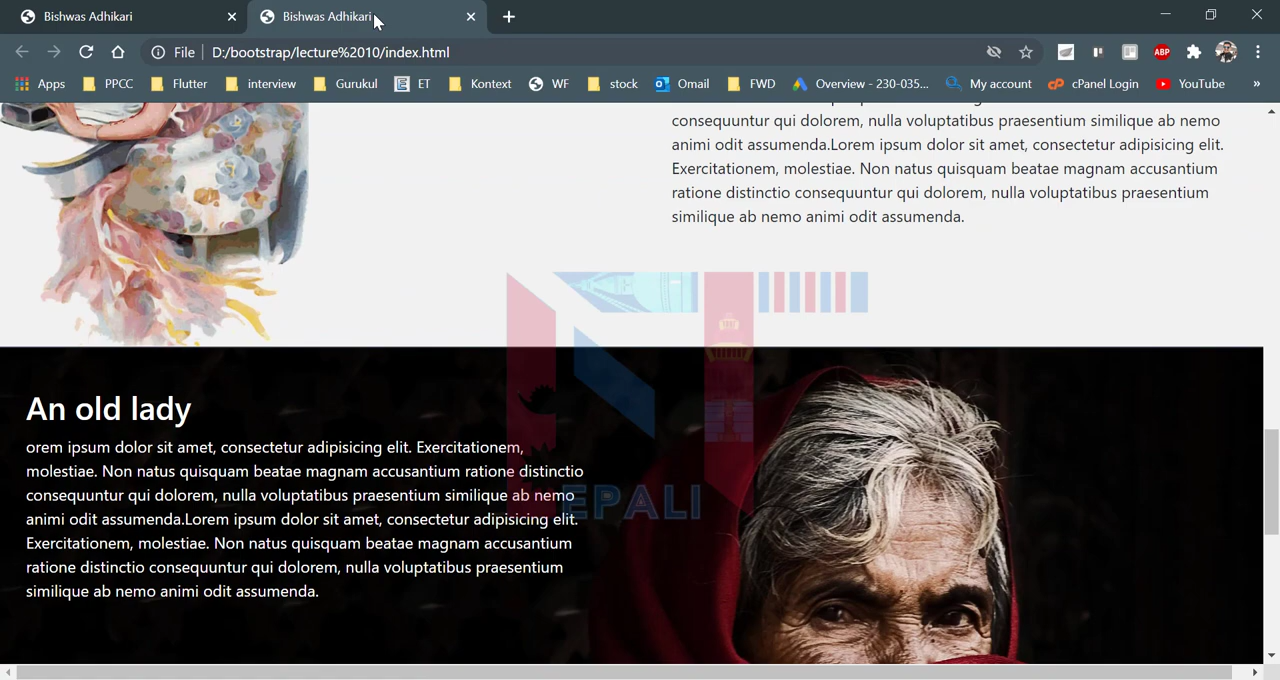 Bishwas Adhikari
Bishwas Adhikari
File
D:/bootstrap/lecture%2010/index.html
ABP
Apps
PPCC
Flutter
interview
Gurukul
ET
Kontext
WF
stock
Omail
FWD
Overview - 230-035...
My account
cPanel Login
YouTube
»
consequuntur qui dolorem, nulla voluptatibus praesentium similique ab nemo
animi odit assumenda.Lorem ipsum dolor sit amet, consectetur adipisicing elit.
Exercitationem, molestiae. Non natus quisquam beatae magnam accusantium
ratione distinctio consequuntur qui dolorem, nulla voluptatibus praesentium
similique ab nemo animi odit assumenda.
An old lady
orem ipsum dolor sit amet, consectetur adipisicing elit. Exercitationem,
molestiae. Non natus quisquam beatae magnam accusantium ratione distinctio
consequuntur qui dolorem, nulla voluptatibus praesentium similique ab nemo
animi odit assumenda.Lorem ipsum dolor sit amet, consectetur adipisicing elit.
Exercitationem, molestiae. Non natus quisquam beatae magnam accusantium
ratione distinctio consequuntur qui dolorem, nulla voluptatibus praesentium
similique ab nemo animi odit assumenda.
EPALI